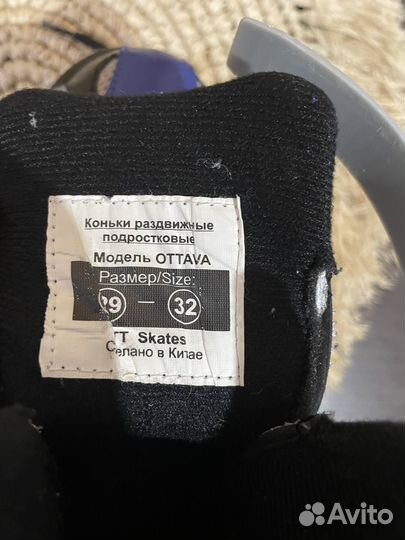 Коньки раздвижные
подростковые
Модель OTTAVA
Размер/Size:
29 — 32
TT Skates
Сделано в Китае
Avito